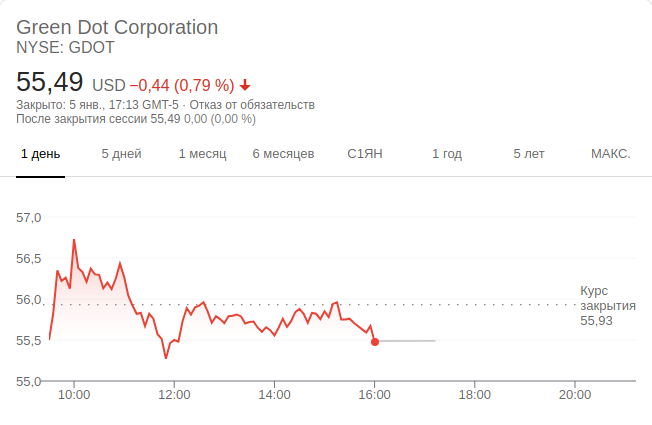 Green Dot Corporation
NYSE: GDOT
55,49 USD −0,44 (0,79 %)
Закрыто: 5 янв., 17:13 GMT-5 · Отказ от обязательств
После закрытия сессии 55,49 0,00 (0,00 %)
1 день 5 дней 1 месяц 6 месяцев С1ЯН 1 год 5 лет МАКС.
57,0
56,5
56,0
55,5
55,0
Курс
закрытия
55,93
10:00 12:00 14:00 16:00 18:00 20:00